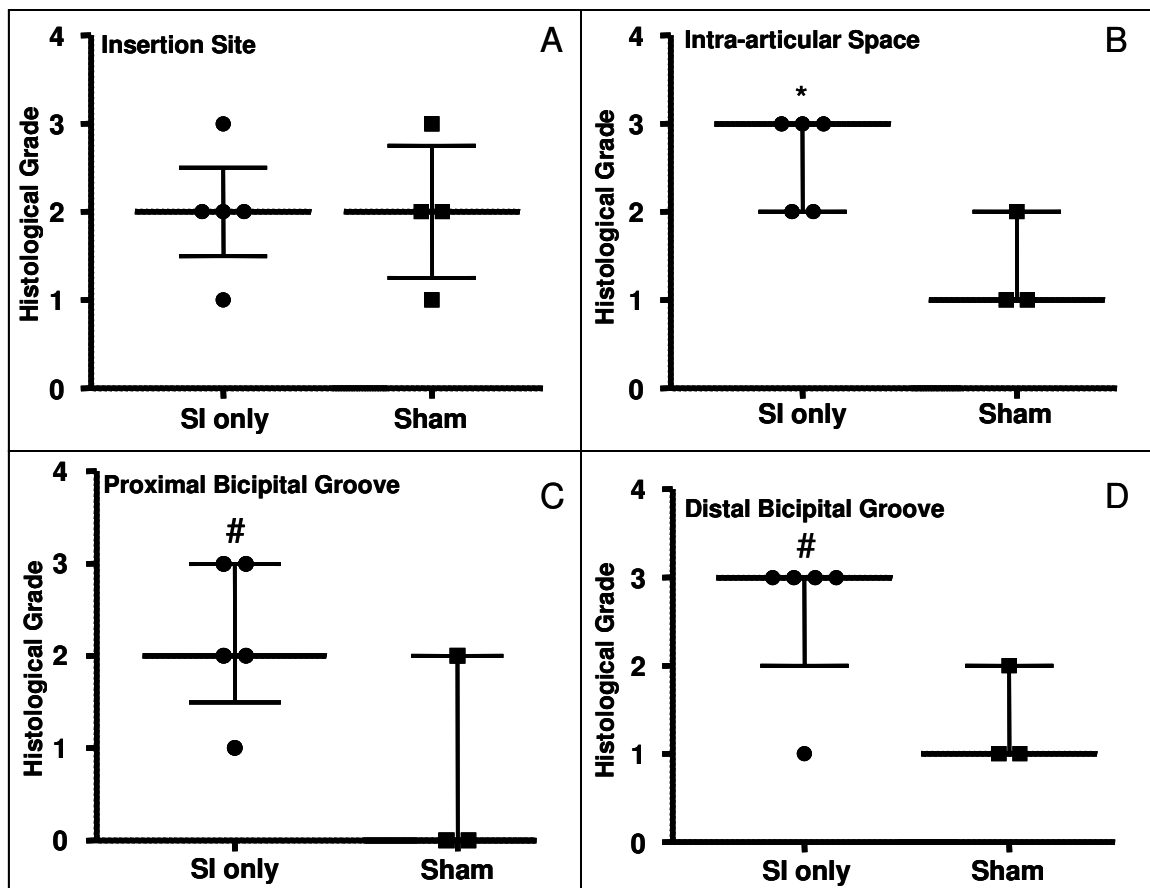 Insertion Site
A
Histological Grade
4
3
2
1
0
SI only Sham
Intra-articular Space
B
*
Histological Grade
4
3
2
1
0
SI only Sham
Proximal Bicipital Groove
C
#
Histological Grade
4
3
2
1
0
SI only Sham
Distal Bicipital Groove
D
#
Histological Grade
4
3
2
1
0
SI only Sham